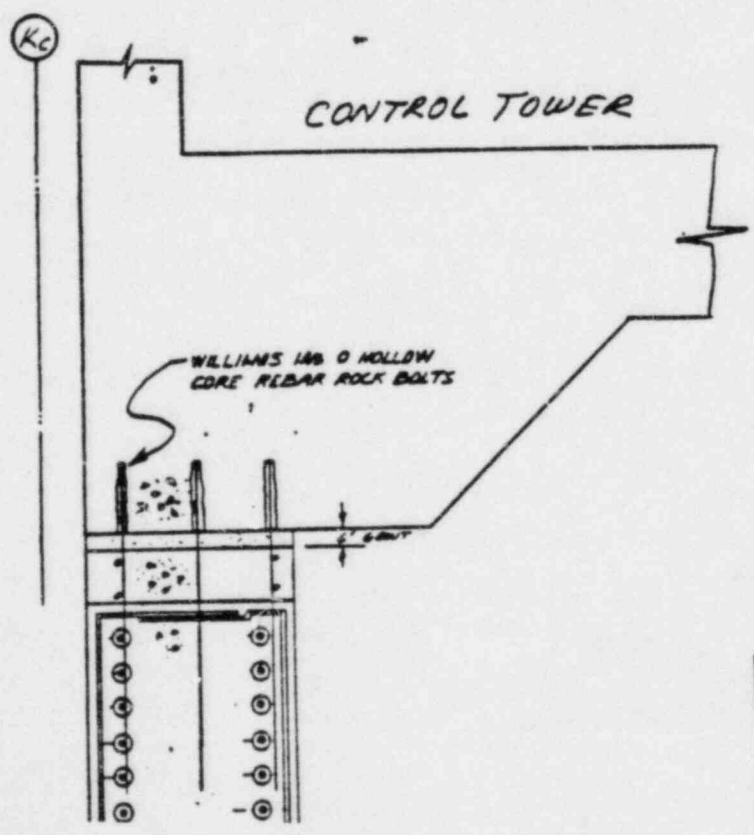 Kc
CONTROL TOWER
WILLIAMS HOLLOW
CORE REBAR ROCK BOLTS
GROUT